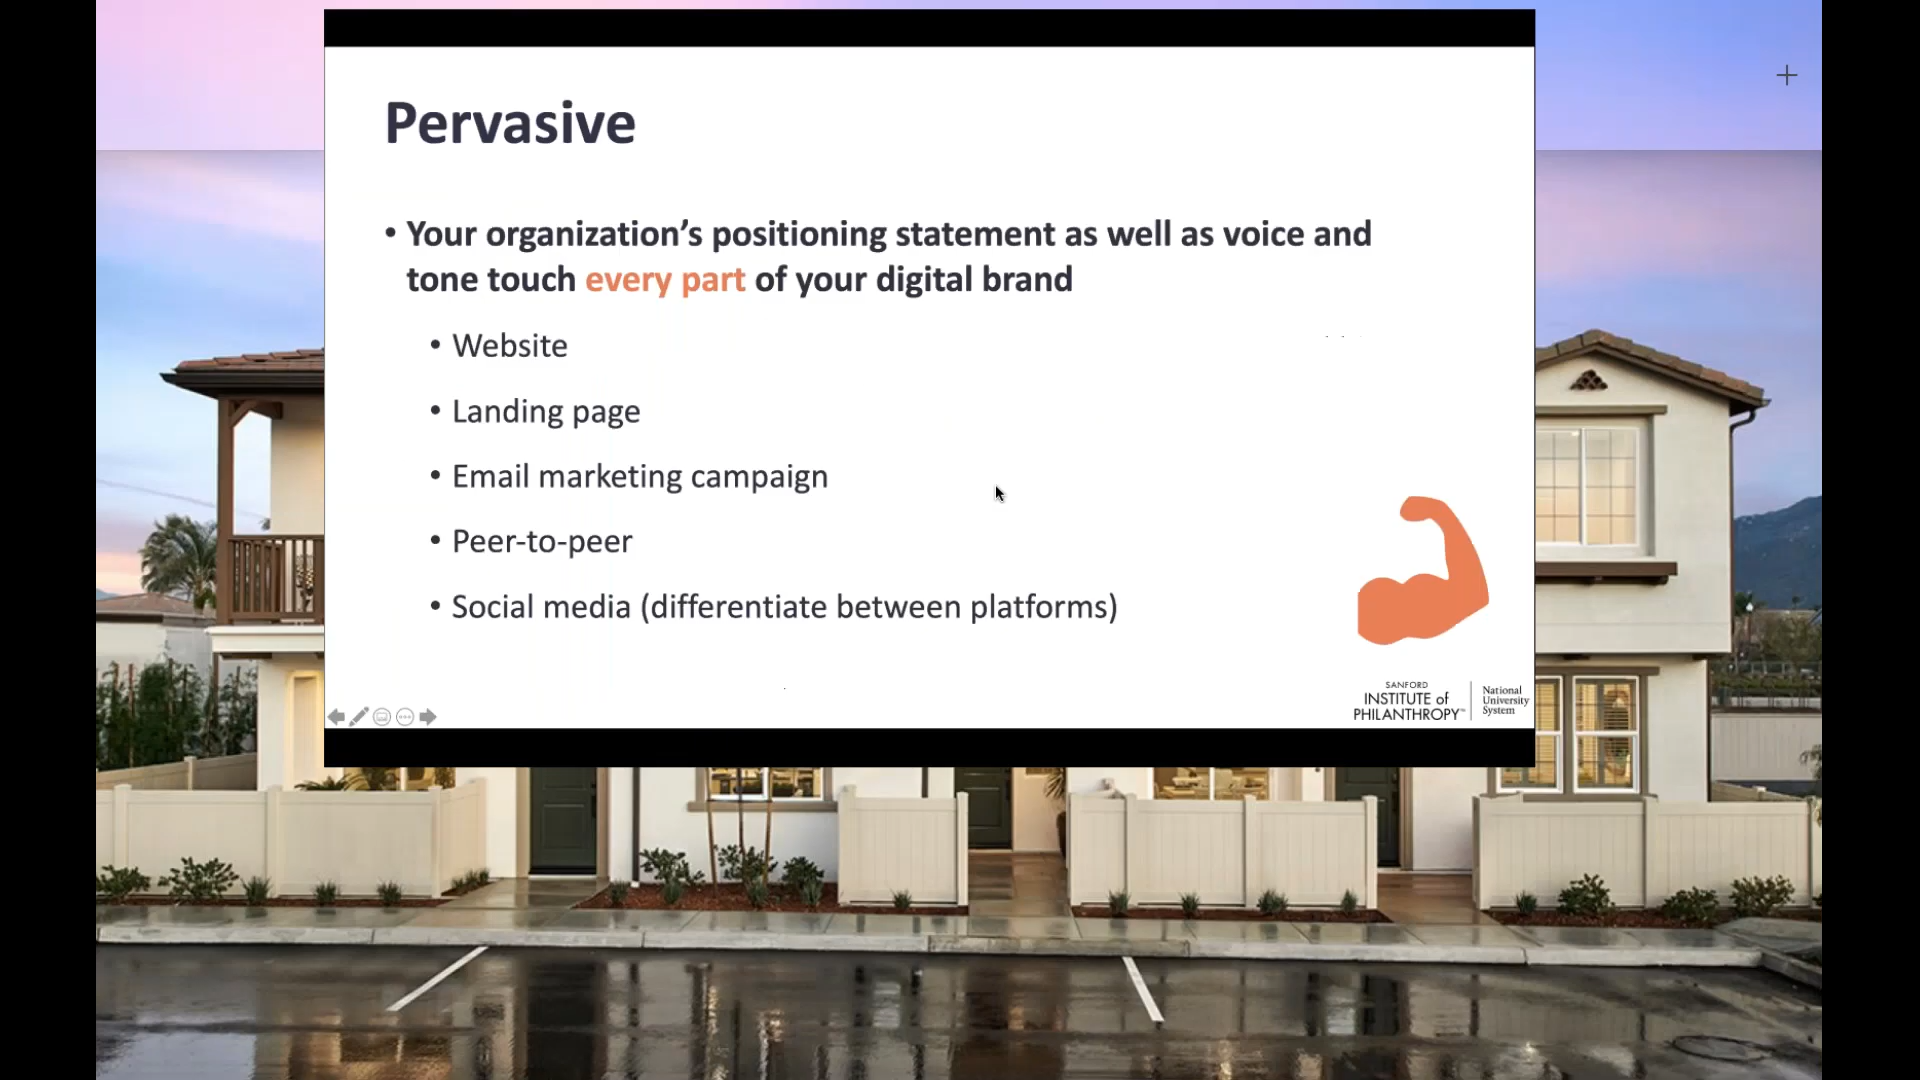 Pervasive
• Your organization’s positioning statement as well as voice and
tone touch every part of your digital brand
• Website
• Landing page
• Email marketing campaign
• Peer-to-peer
• Social media (differentiate between platforms)
SANFORD
INSTITUTE of
PHILANTHROPY™
National
University
System